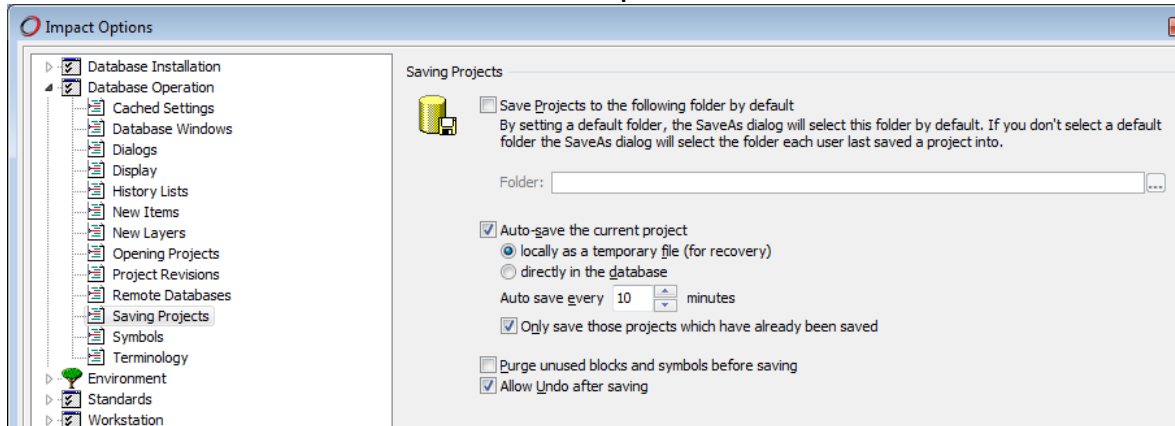 Impact Options
Database Installation
Database Operation
Cached Settings
Database Windows
Dialogs
Display
History Lists
New Items
New Layers
Opening Projects
Project Revisions
Remote Databases
Saving Projects
Symbols
Terminology
Environment
Standards
Workstation
Saving Projects
Save Projects to the following folder by default
By setting a default folder, the SaveAs dialog will select this folder by default. If you don't select a default
folder the SaveAs dialog will select the folder each user last saved a project into.
Folder:
...
Auto-save the current project
locally as a temporary file (for recovery)
directly in the database
Auto save every 10 minutes
Only save those projects which have already been saved
Purge unused blocks and symbols before saving
Allow Undo after saving